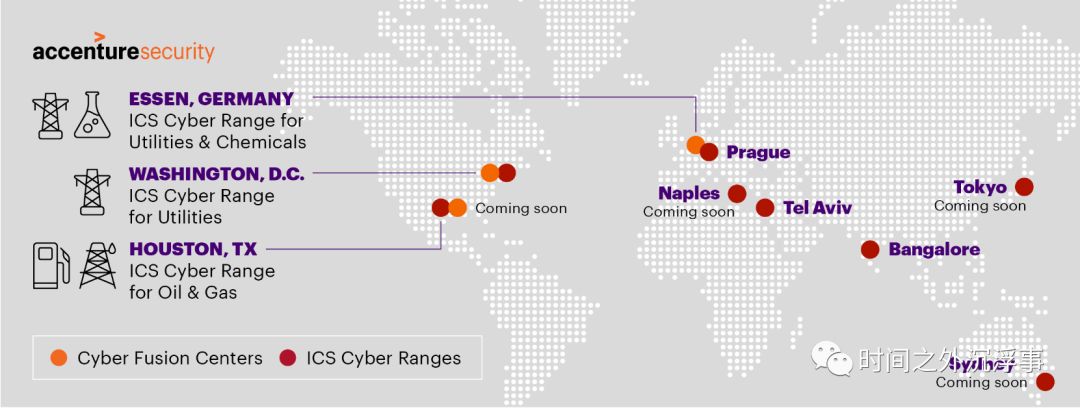 accenturesecurity
ESSEN, GERMANY
ICS Cyber Range for
Utilities & Chemicals
WASHINGTON, D.C.
ICS Cyber Range
for Utilities
HOUSTON, TX
ICS Cyber Range
for Oil & Gas
Coming soon
Prague
Naples
Coming soon
Tel Aviv
Tokyo
Coming soon
Bangalore
Sydney
Coming soon
Cyber Fusion Centers
ICS Cyber Ranges
时间之外沉浮事